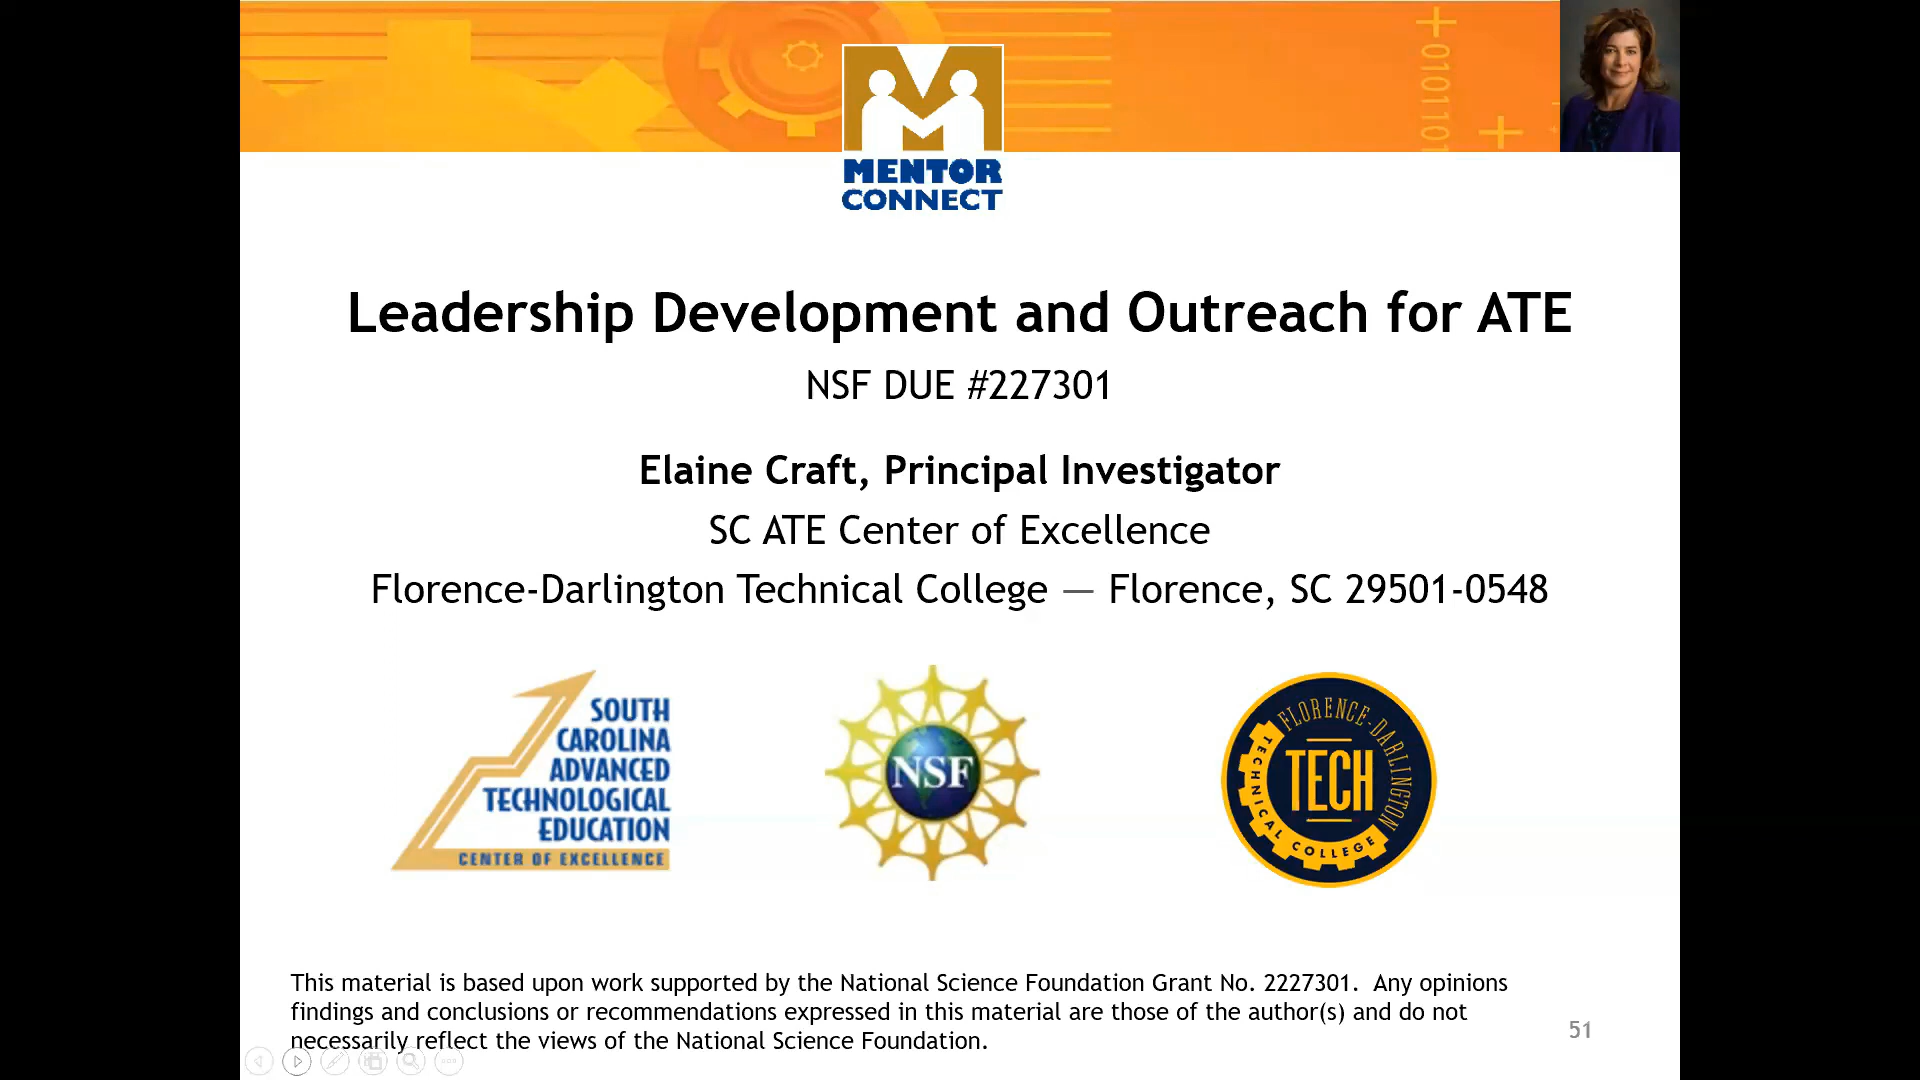 0101101
MENTOR
CONNECT
Leadership Development and Outreach for ATE
NSF DUE #227301
Elaine Craft, Principal Investigator
SC ATE Center of Excellence
Florence-Darlington Technical College — Florence, SC 29501-0548
SOUTH
CAROLINA
ADVANCED
TECHNOLOGICAL
EDUCATION
CENTER OF EXCELLENCE
NSF
FLORENCE-DARLINGTON
TECH
TECHNICAL COLLEGE
This material is based upon work supported by the National Science Foundation Grant No. 2227301.  Any opinions
findings and conclusions or recommendations expressed in this material are those of the author(s) and do not
necessarily reflect the views of the National Science Foundation.
51